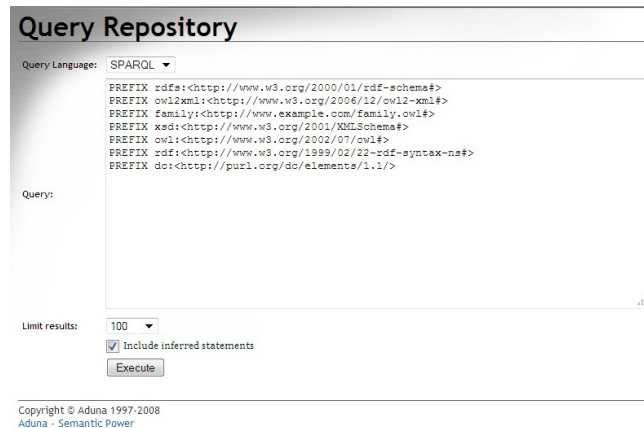 Query Repository
Query Language: SPARQL
PREFIX rdfs:<http://www.w3.org/2000/01/rdf-schema#>
PREFIX owl2xml:<http://www.w3.org/2006/12/owl2-xml#>
PREFIX family:<http://www.example.com/family.owl#>
PREFIX xsd:<http://www.w3.org/2001/XMLSchema#>
PREFIX owl:<http://www.w3.org/2002/07/owl#>
PREFIX rdf:<http://www.w3.org/1999/02/22-rdf-syntax-ns#>
PREFIX dc:<http://purl.org/dc/elements/1.1/>
Query:
Limit results: 100
Include inferred statements
Execute
Copyright © Aduna 1997-2008
Aduna - Semantic Power